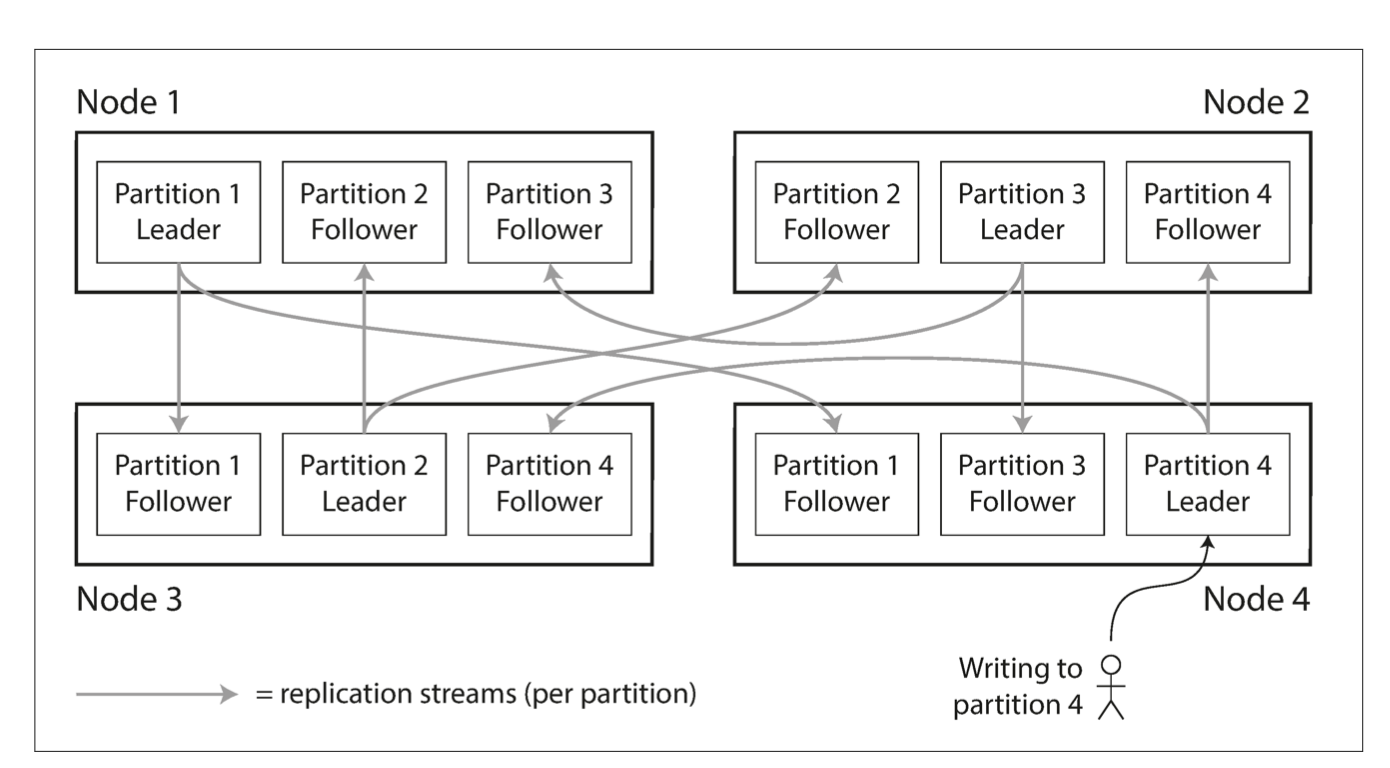 Node 1
Node 2
Partition 1
Leader
Partition 2
Follower
Partition 3
Follower
Partition 2
Follower
Partition 3
Leader
Partition 4
Follower
Partition 1
Follower
Partition 2
Leader
Partition 4
Follower
Partition 1
Follower
Partition 3
Follower
Partition 4
Leader
Node 3
Node 4
= replication streams (per partition)
Writing to
partition 4